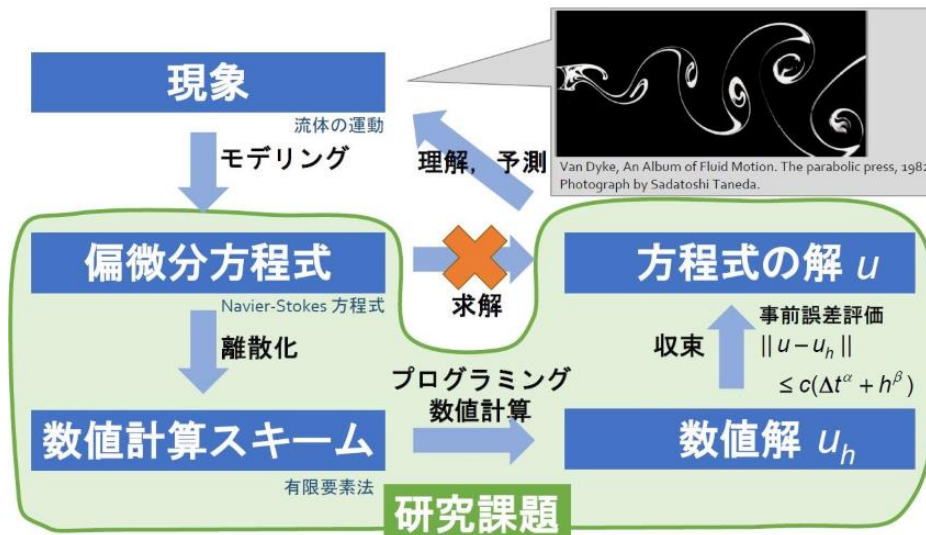 現象
流体の運動
モデリング
理解，予測
Van Dyke, An Album of Fluid Motion. The parabolic press, 1982
Photograph by Sadatoshi Taneda.
偏微分方程式
Navier-Stokes 方程式
求解
方程式の解 u
離散化
収束
事前誤差評価
|| u – u_h ||
≤ c(Δt^α + h^β)
プログラミング
数値計算
数値計算スキーム
有限要素法
数値解 u_h
研究課題